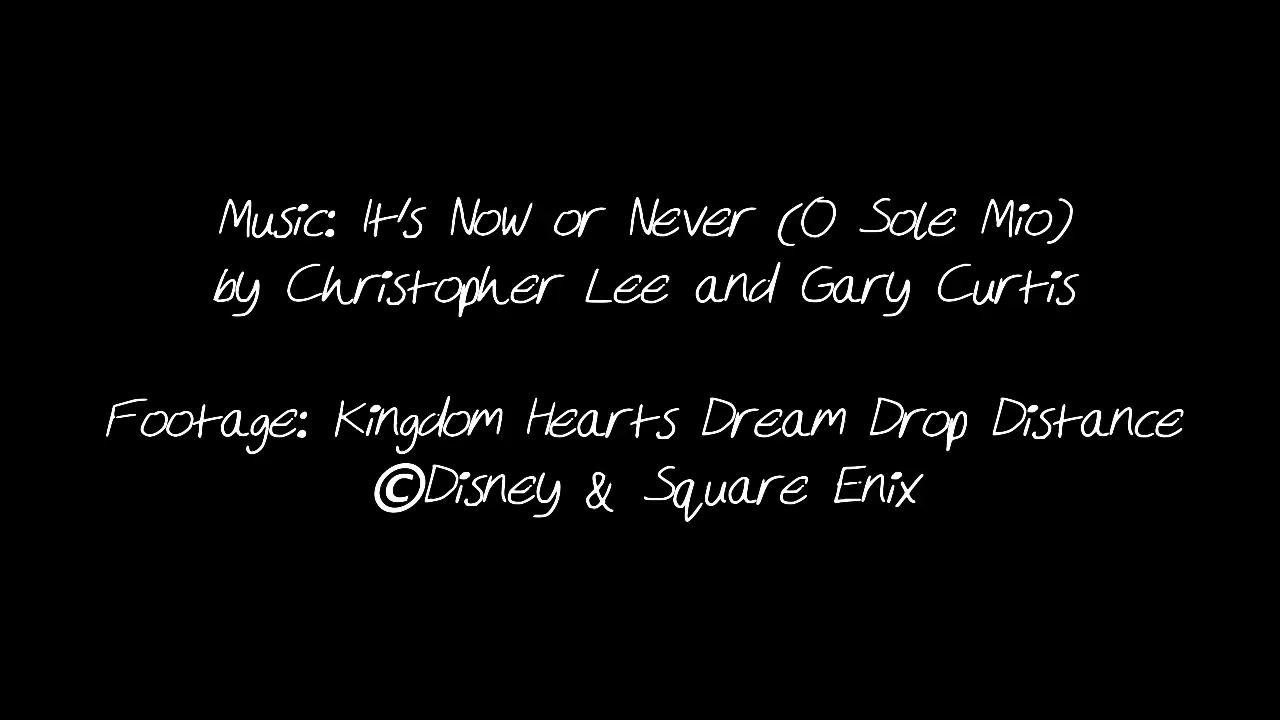 Music: It's Now or Never (O Sole Mio)
by Christopher Lee and Gary Curtis
Footage: Kingdom Hearts Dream Drop Distance
©Disney & Square Enix